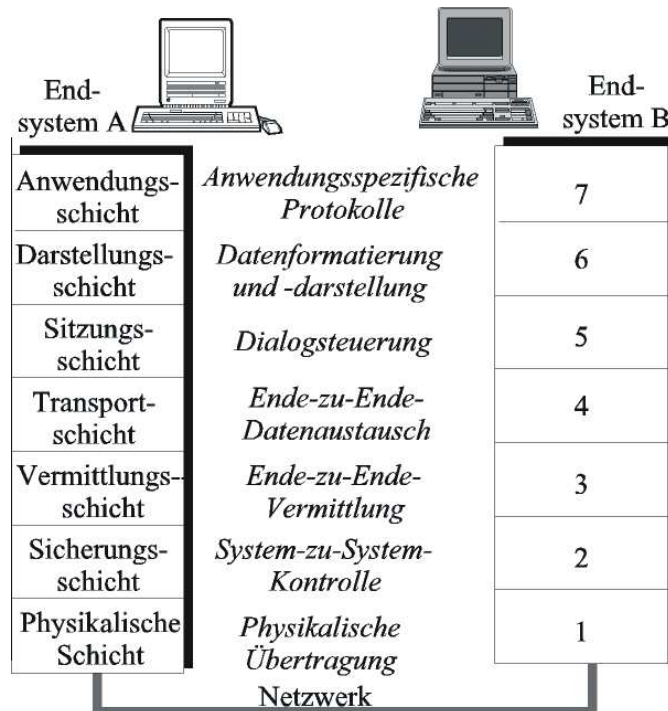 End-
system A
End-
system B
Anwendungs-
schicht
Anwendungsspezifische
Protokolle
7
Darstellungs-
schicht
Datenformatierung
und -darstellung
6
Sitzungs-
schicht
Dialogsteuerung
5
Transport-
schicht
Ende-zu-Ende-
Datenaustausch
4
Vermittlungs-
schicht
Ende-zu-Ende-
Vermittlung
3
Sicherungs-
schicht
System-zu-System-
Kontrolle
2
Physikalische
Schicht
Physikalische
Übertragung
1
Netzwerk